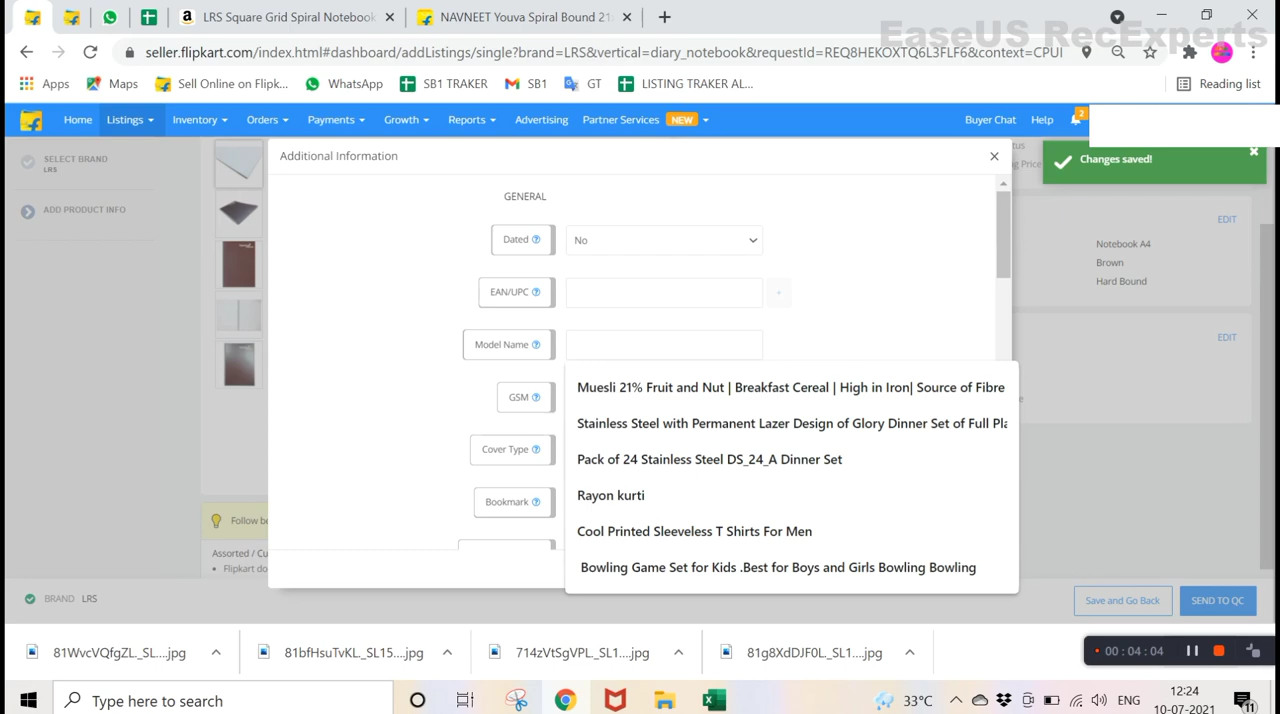 LRS Square Grid Spiral Notebook
NAVNEET Youva Spiral Bound 21
EaseUS RecExperts
seller.flipkart.com/index.html#dashboard/addListings/single?brand=LRS&vertical=diary_notebook&requestId=REQ8HEKOXTQ6L3FLF6&context=CPUI
Apps Maps Sell Online on Flipk... WhatsApp SB1 TRAKER SB1 GT LISTING TRAKER AL... Reading list
Home Listings Inventory Orders Payments Growth Reports Advertising Partner Services NEW Buyer Chat Help 2
SELECT BRAND
LRS
ADD PRODUCT INFO
Additional Information
Changes saved!
GENERAL
Dated No
EAN/UPC +
Model Name
GSM
Cover Type
Bookmark
Muesli 21% Fruit and Nut | Breakfast Cereal | High in Iron| Source of Fibre
Stainless Steel with Permanent Lazer Design of Glory Dinner Set of Full Pla
Pack of 24 Stainless Steel DS_24_A Dinner Set
Rayon kurti
Cool Printed Sleeveless T Shirts For Men
Bowling Game Set for Kids .Best for Boys and Girls Bowling Bowling
EDIT
Notebook A4
Brown
Hard Bound
EDIT
Follow be
Assorted / Cu
• Flipkart do
BRAND LRS
Save and Go Back SEND TO QC
81WvcVQfgZL._SL....jpg 81bfHsuTvKL._SL15....jpg 714zVtSgVPL._SL1....jpg 81g8XdDJF0L._SL1....jpg
00 : 04 : 04
Type here to search
33°C ENG
12:24
10-07-2021
11